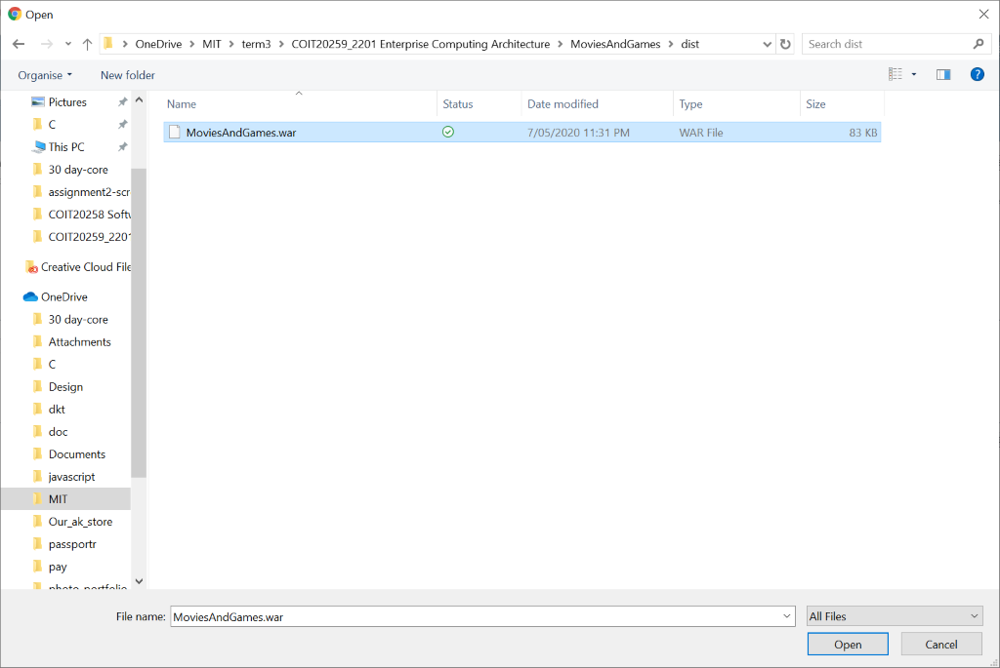 Open
OneDrive MIT term3 COIT20259_2201 Enterprise Computing Architecture MoviesAndGames dist
Search dist
Organise New folder
?
Name Status Date modified Type Size
MoviesAndGames.war 7/05/2020 11:31 PM WAR File 83 KB
Pictures
C
This PC
30 day-core
assignment2-scr
COIT20258 Softw
COIT20259_2201
Creative Cloud File
OneDrive
30 day-core
Attachments
C
Design
dkt
doc
Documents
javascript
MIT
Our_ak_store
passportr
pay
photo_portfolio
File name: MoviesAndGames.war All Files
Open Cancel